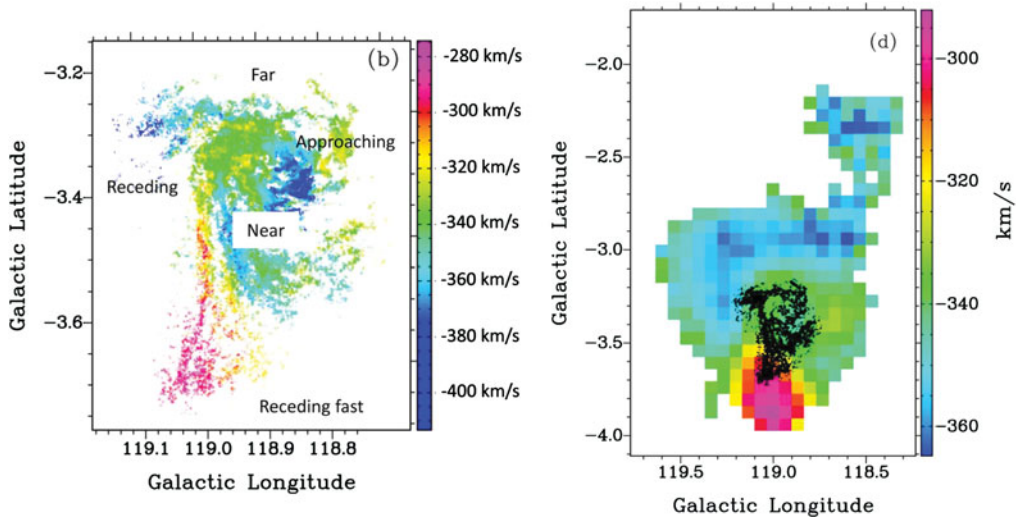 (b)
Far
Approaching
Receding
Near
Receding fast
−3.2
−3.4
−3.6
Galactic Latitude
119.1 119.0 118.9 118.8
Galactic Longitude
−280 km/s
−300 km/s
−320 km/s
−340 km/s
−360 km/s
−380 km/s
−400 km/s
(d)
−2.0
−2.5
−3.0
−3.5
−4.0
Galactic Latitude
119.5 119.0 118.5
Galactic Longitude
−300
−320
−340
−360
km/s